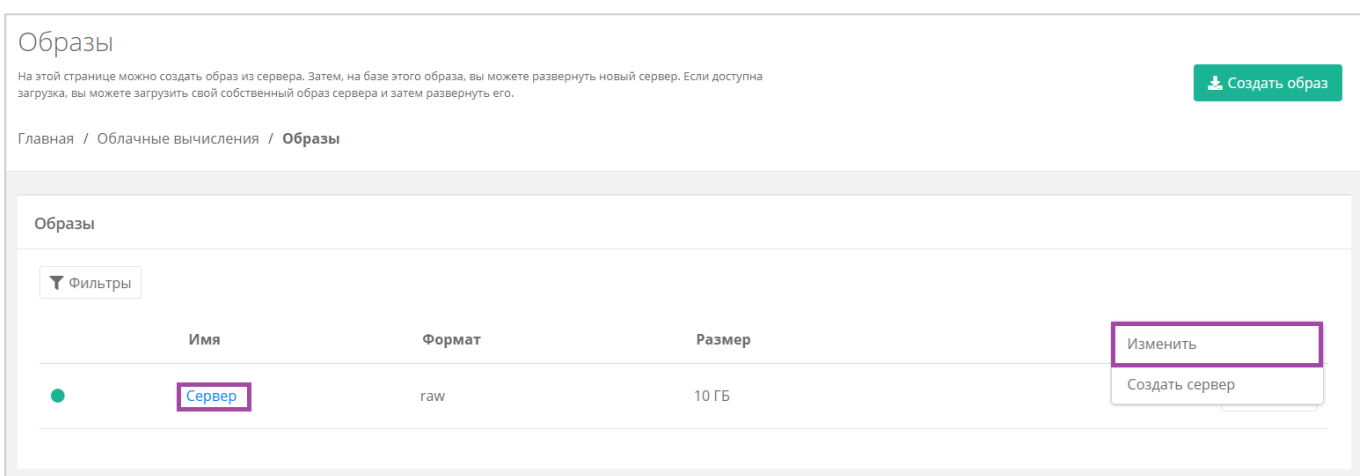 Образы
На этой странице можно создать образ из сервера. Затем, на базе этого образа, вы можете развернуть новый сервер. Если доступна
загрузка, вы можете загрузить свой собственный образ сервера и затем развернуть его.
Создать образ
Главная / Облачные вычисления / Образы
Образы
Фильтры
Имя Формат Размер
Изменить
Сервер raw 10 ГБ
Создать сервер